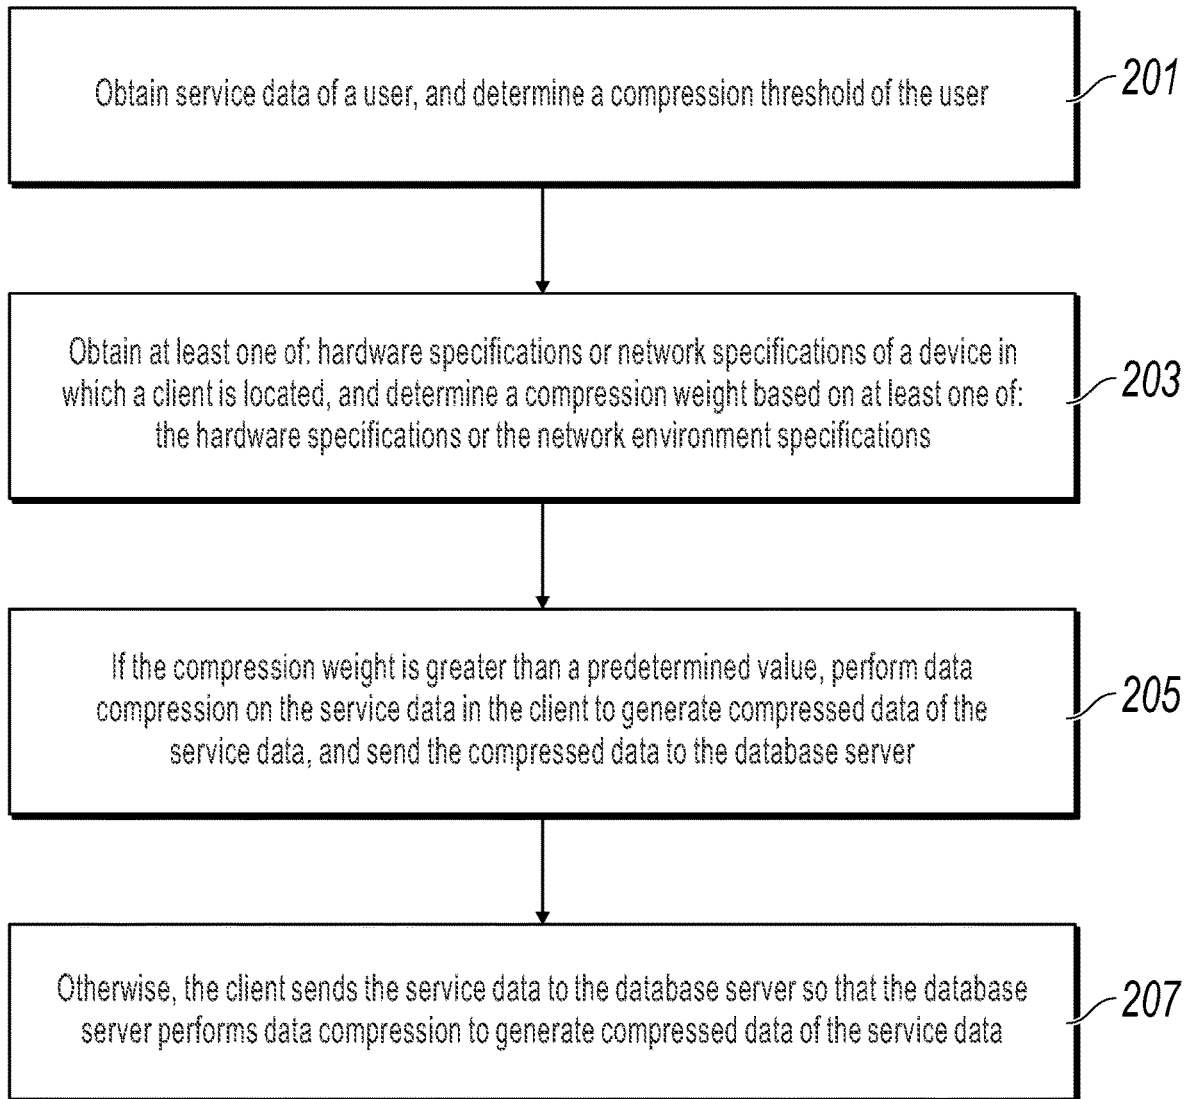 Obtain service data of a user, and determine a compression threshold of the user
201
Obtain at least one of: hardware specifications or network specifications of a device in
which a client is located, and determine a compression weight based on at least one of:
the hardware specifications or the network environment specifications
203
If the compression weight is greater than a predetermined value, perform data
compression on the service data in the client to generate compressed data of the
service data, and send the compressed data to the database server
205
Otherwise, the client sends the service data to the database server so that the database
server performs data compression to generate compressed data of the service data
207